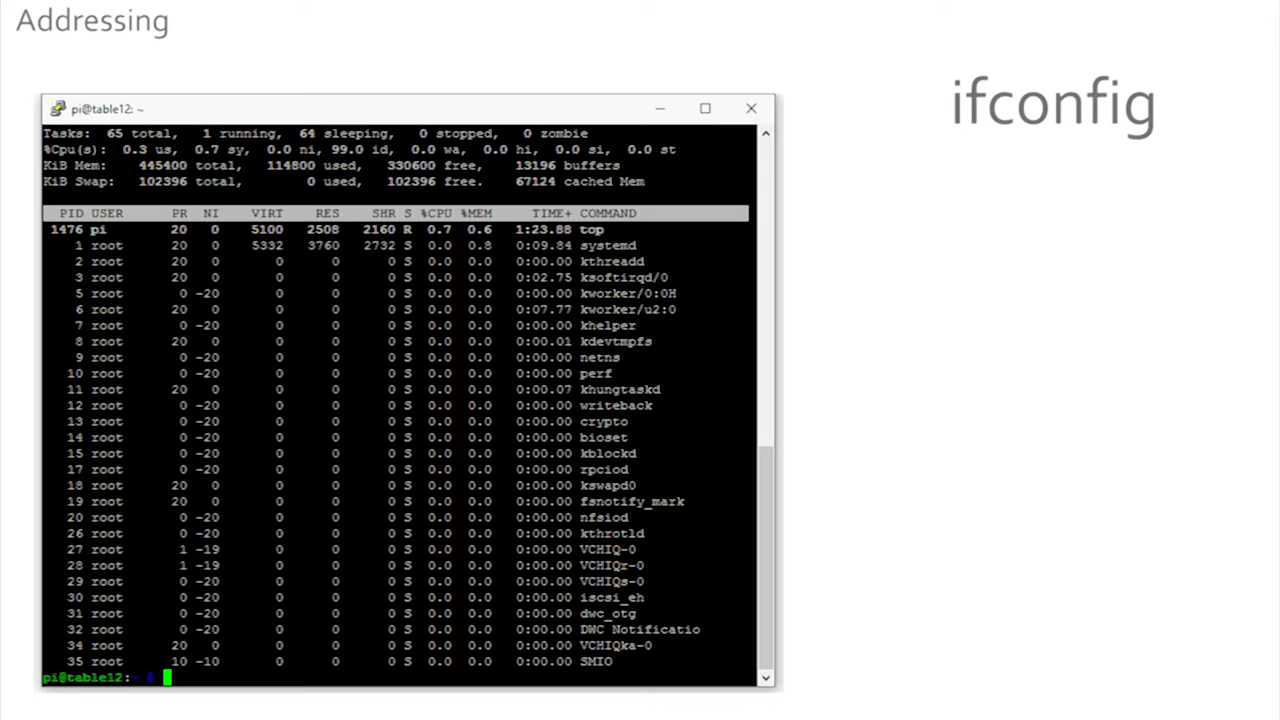 Addressing
ifconfig
pi@table12: ~
Tasks:  65 total,   1 running,  64 sleeping,   0 stopped,   0 zombie
%Cpu(s):  0.3 us,  0.7 sy,  0.0 ni, 99.0 id,  0.0 wa,  0.0 hi,  0.0 si,  0.0 st
KiB Mem:    445400 total,   114800 used,   330600 free,    13196 buffers
KiB Swap:   102396 total,        0 used,   102396 free.    67124 cached Mem
PID USER      PR  NI    VIRT    RES    SHR S  %CPU %MEM     TIME+ COMMAND
1476 pi        20   0    5100   2508   2160 R   0.7  0.6   1:23.88 top
1 root      20   0    5332   3760   2732 S   0.0  0.8   0:09.84 systemd
2 root      20   0       0      0      0 S   0.0  0.0   0:00.00 kthreadd
3 root      20   0       0      0      0 S   0.0  0.0   0:02.75 ksoftirqd/0
5 root       0 -20       0      0      0 S   0.0  0.0   0:00.00 kworker/0:0H
6 root      20   0       0      0      0 S   0.0  0.0   0:07.77 kworker/u2:0
7 root       0 -20       0      0      0 S   0.0  0.0   0:00.00 khelper
8 root      20   0       0      0      0 S   0.0  0.0   0:00.01 kdevtmpfs
9 root       0 -20       0      0      0 S   0.0  0.0   0:00.00 netns
10 root       0 -20       0      0      0 S   0.0  0.0   0:00.00 perf
11 root      20   0       0      0      0 S   0.0  0.0   0:00.07 khungtaskd
12 root       0 -20       0      0      0 S   0.0  0.0   0:00.00 writeback
13 root       0 -20       0      0      0 S   0.0  0.0   0:00.00 crypto
14 root       0 -20       0      0      0 S   0.0  0.0   0:00.00 bioset
15 root       0 -20       0      0      0 S   0.0  0.0   0:00.00 kblockd
17 root       0 -20       0      0      0 S   0.0  0.0   0:00.00 rpciod
18 root      20   0       0      0      0 S   0.0  0.0   0:00.00 kswapd0
19 root      20   0       0      0      0 S   0.0  0.0   0:00.00 fsnotify_mark
20 root       0 -20       0      0      0 S   0.0  0.0   0:00.00 nfsiod
26 root       0 -20       0      0      0 S   0.0  0.0   0:00.00 kthrotld
27 root       1 -19       0      0      0 S   0.0  0.0   0:00.00 VCHIQ-0
28 root       1 -19       0      0      0 S   0.0  0.0   0:00.00 VCHIQr-0
29 root       0 -20       0      0      0 S   0.0  0.0   0:00.00 VCHIQs-0
30 root       0 -20       0      0      0 S   0.0  0.0   0:00.00 iscsi_eh
31 root       0 -20       0      0      0 S   0.0  0.0   0:00.00 dwc_otg
32 root       0 -20       0      0      0 S   0.0  0.0   0:00.00 DWC Notificatio
34 root      20   0       0      0      0 S   0.0  0.0   0:00.00 VCHIQka-0
35 root      10 -10       0      0      0 S   0.0  0.0   0:00.00 SMIO
pi@table12:~ $